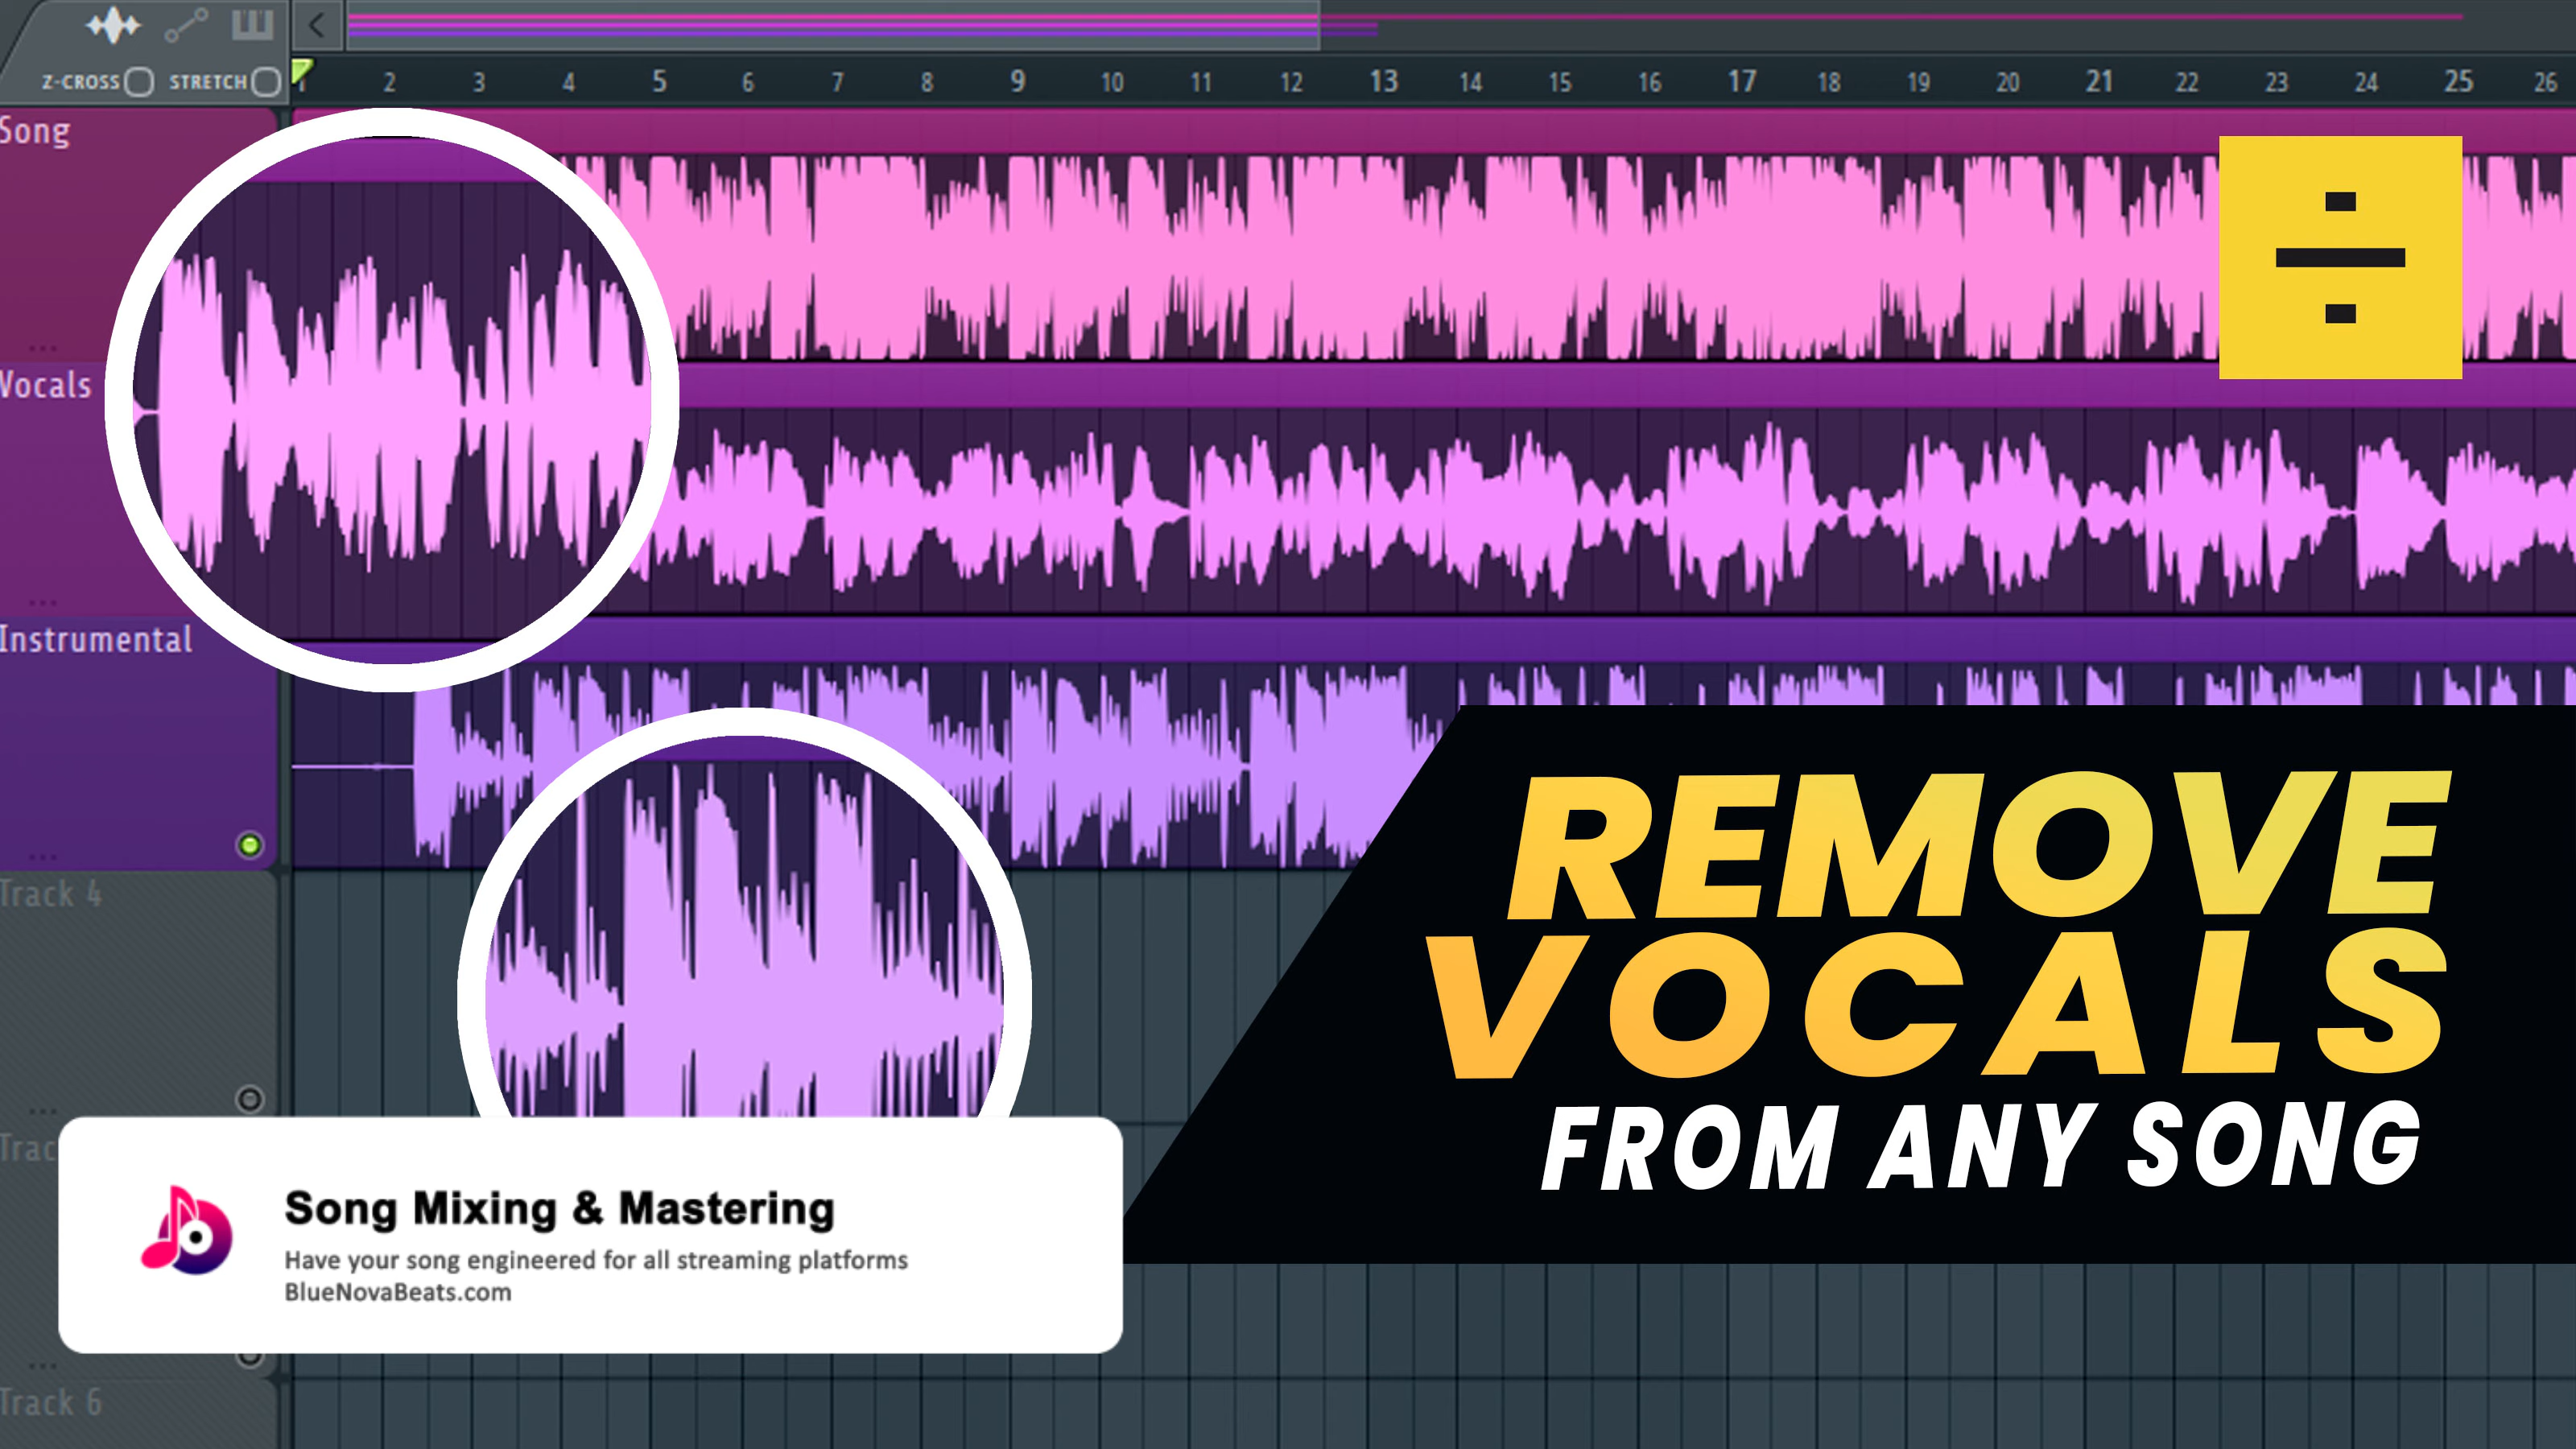 Z-CROSS STRETCH
1 2 3 4 5 6 7 8 9 10 11 12 13 14 15 16 17 18 19 20 21 22 23 24 25 26
Song
Vocals
Instrumental
Track 4
Trac
Track 6
REMOVE
VOCALS
FROM ANY SONG
Song Mixing & Mastering
Have your song engineered for all streaming platforms
BlueNovaBeats.com